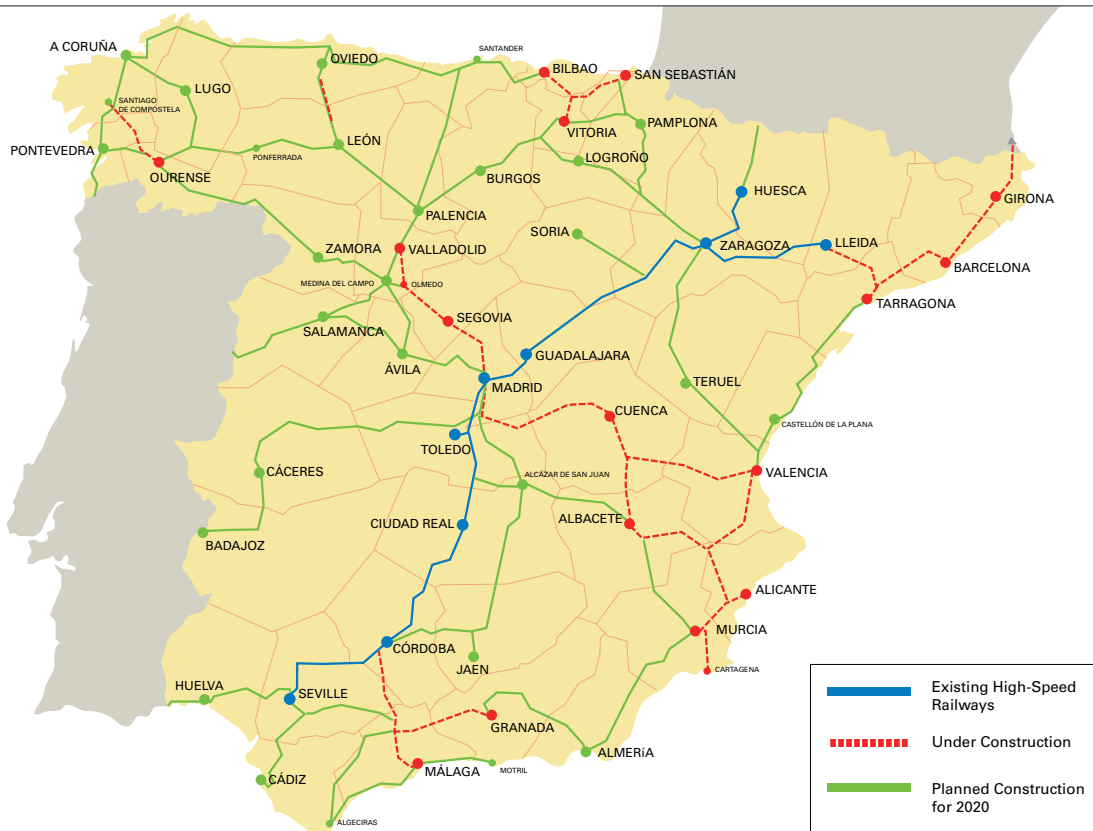 A CORUÑA
OVIEDO
SANTANDER
BILBAO
SAN SEBASTIÁN
LUGO
SANTIAGO
DE COMPOSTELA
VITORIA
PAMPLONA
PONTEVEDRA
LEÓN
PONFERRADA
LOGROÑO
OURENSE
BURGOS
HUESCA
GIRONA
PALENCIA
SORIA
ZARAGOZA
LLEIDA
ZAMORA
VALLADOLID
BARCELONA
MEDINA DEL CAMPO
OLMEDO
TARRAGONA
SEGOVIA
SALAMANCA
GUADALAJARA
ÁVILA
MADRID
TERUEL
CUENCA
CASTELLÓN DE LA PLANA
TOLEDO
CÁCERES
ALCÁZAR DE SAN JUAN
VALENCIA
CIUDAD REAL
ALBACETE
BADAJOZ
ALICANTE
MURCIA
CÓRDOBA
JAEN
CARTAGENA
HUELVA
SEVILLE
GRANADA
ALMERíA
MÁLAGA
MOTRIL
CÁDIZ
ALGECIRAS
Existing High-Speed
Railways
Under Construction
Planned Construction
for 2020